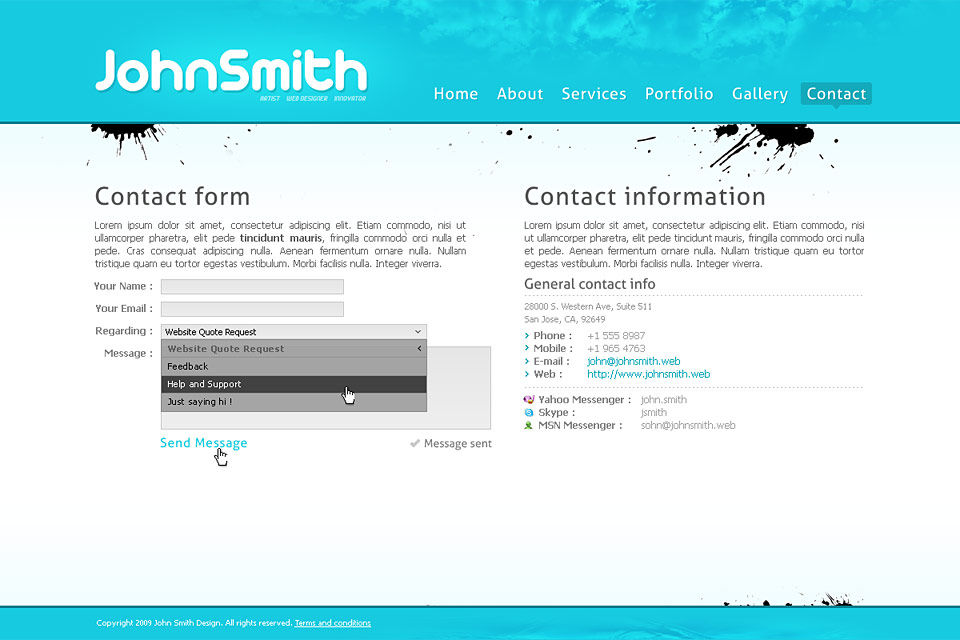 JohnSmith
ARTIST WEB DESIGNER INNOVATOR
Home About Services Portfolio Gallery Contact
Contact form
Lorem ipsum dolor sit amet, consectetur adipiscing elit. Etiam commodo, nisi ut
ullamcorper pharetra, elit pede tincidunt mauris, fringilla commodo orci nulla et
pede. Cras consequat adipiscing nulla. Aenean fermentum ornare nulla. Nullam
tristique quam eu tortor egestas vestibulum. Morbi facilisis nulla. Integer viverra.
Your Name :
Your Email :
Regarding : Website Quote Request
Message :
Website Quote Request
Feedback
Help and Support
Just saying hi !
Send Message
Message sent
Contact information
Lorem ipsum dolor sit amet, consectetur adipiscing elit. Etiam commodo, nisi ut
ullamcorper pharetra, elit pede tincidunt mauris, fringilla commodo orci nulla et
pede. Cras consequat adipiscing nulla. Aenean fermentum ornare nulla. Nullam
tristique quam eu tortor egestas vestibulum. Morbi facilisis nulla. Integer viverra.
General contact info
28000 S. Western Ave, Suite 511
San Jose, CA, 92649
Phone : +1 555 8987
Mobile : +1 965 4763
E-mail : john@johnsmith.web
Web : http://www.johnsmith.web
Yahoo Messenger : john.smith
Skype : jsmith
MSN Messenger : sohn@johnsmith.web
Copyright 2009 John Smith Design. All rights reserved. Terms and conditions